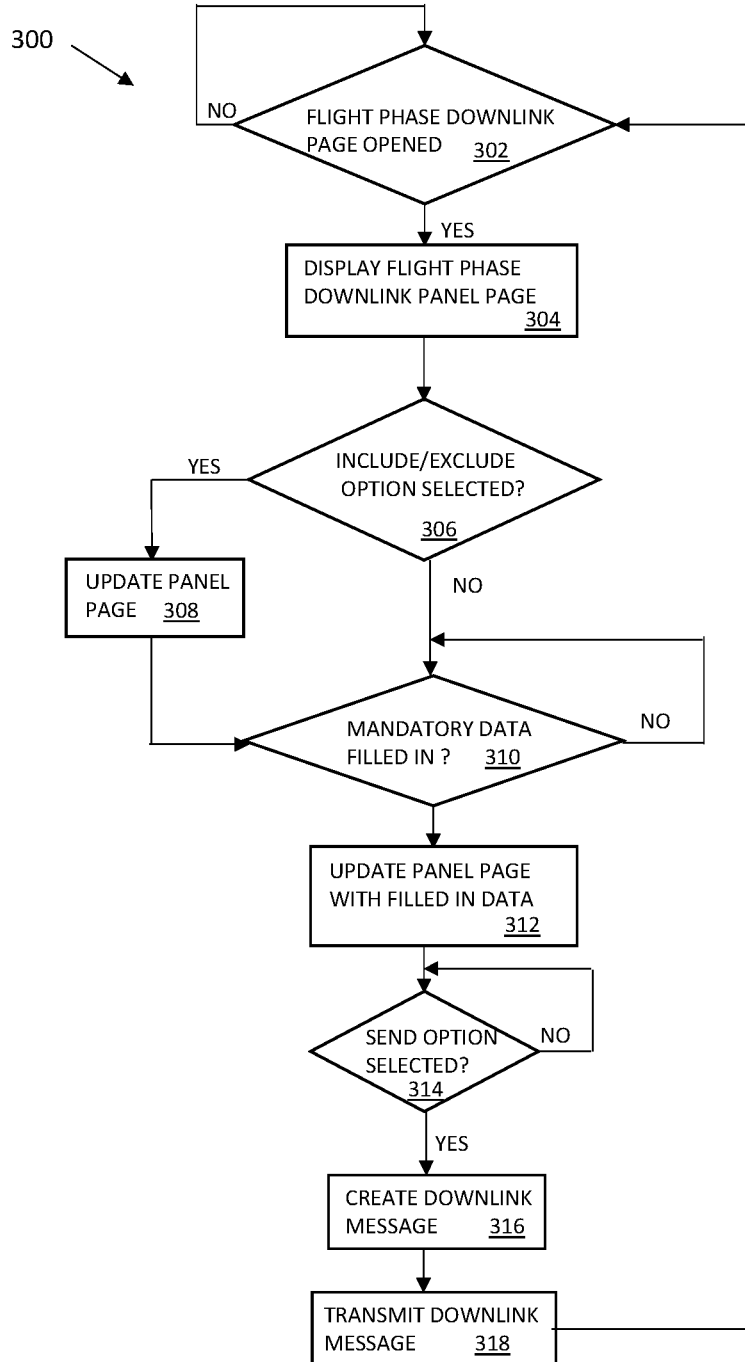 300
NO
FLIGHT PHASE DOWNLINK
PAGE OPENED 302
YES
DISPLAY FLIGHT PHASE
DOWNLINK PANEL PAGE
304
YES
INCLUDE/EXCLUDE
OPTION SELECTED?
306
UPDATE PANEL
PAGE 308
NO
MANDATORY DATA
FILLED IN ? 310
NO
UPDATE PANEL PAGE
WITH FILLED IN DATA
312
SEND OPTION
SELECTED?
314
NO
YES
CREATE DOWNLINK
MESSAGE 316
TRANSMIT DOWNLINK
MESSAGE 318